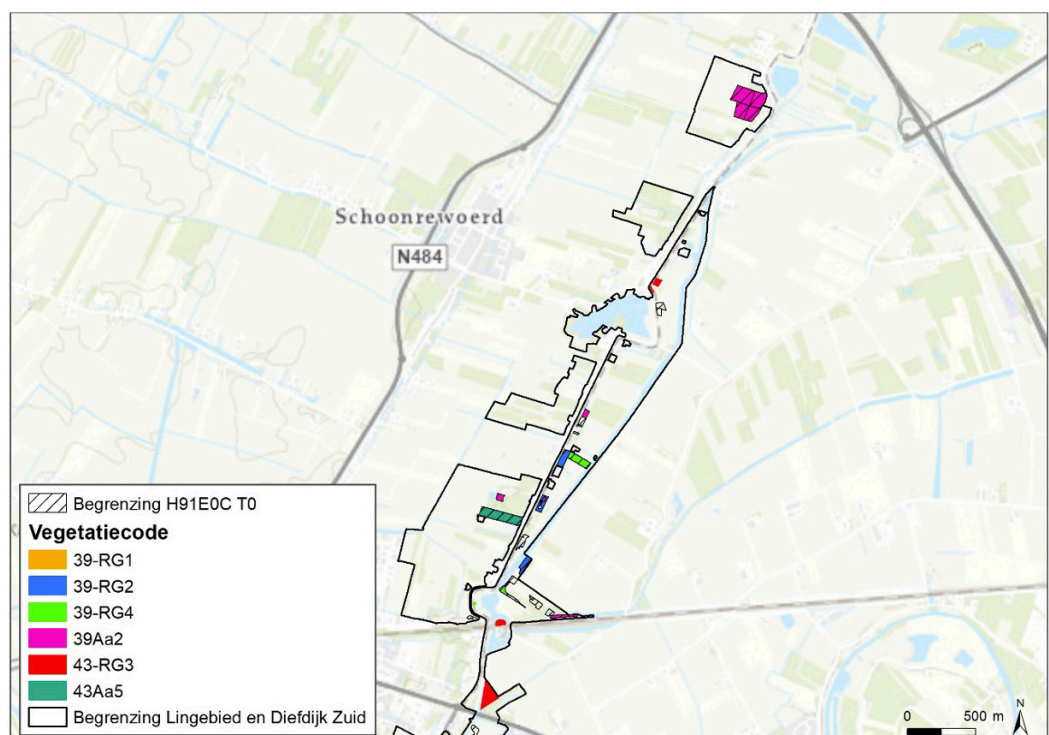 Schoonrewoerd
N484
Begrenzing H91E0C T0
Vegetatiecode
39-RG1
39-RG2
39-RG4
39Aa2
43-RG3
43Aa5
Begrenzing Lingebied en Diefdijk Zuid
0 500 m
N